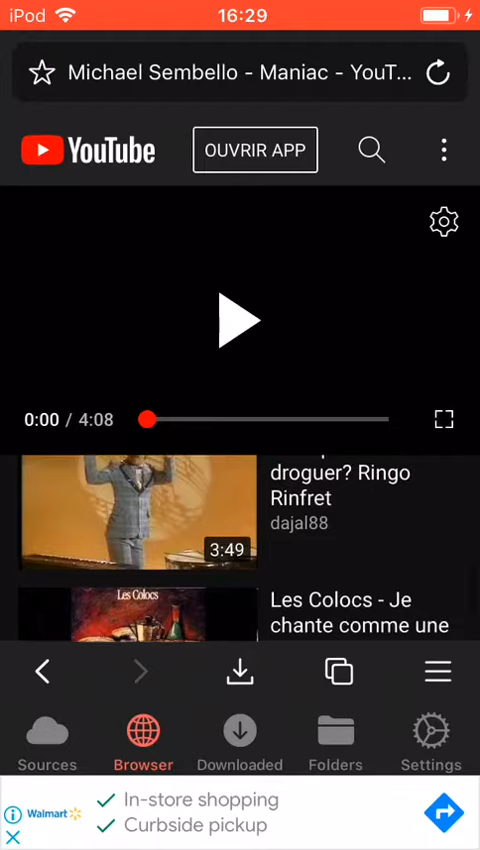 iPod 16:29
Michael Sembello - Maniac - YouT...
YouTube OUVRIR APP
0:00 / 4:08
droguer? Ringo
Rinfret
dajal88
3:49
Les Colocs
Les Colocs - Je
chante comme une
Sources Browser Downloaded Folders Settings
Walmart
In-store shopping
Curbside pickup